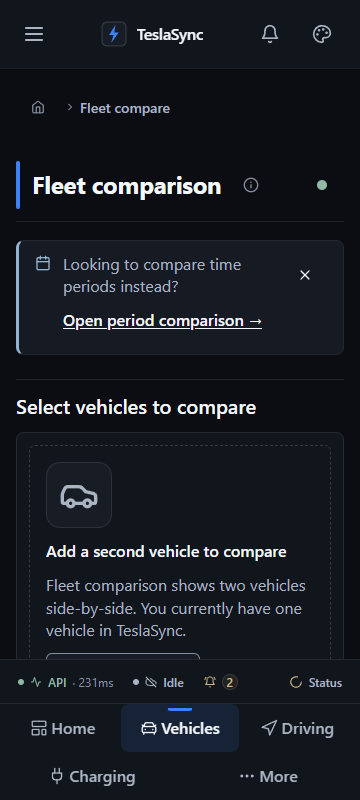 TeslaSync
Fleet compare
Fleet comparison
Looking to compare time
periods instead?
Open period comparison →
Select vehicles to compare
Add a second vehicle to compare
Fleet comparison shows two vehicles
side-by-side. You currently have one
vehicle in TeslaSync.
API · 231ms
Idle
2
Status
Home
Vehicles
Driving
Charging
More